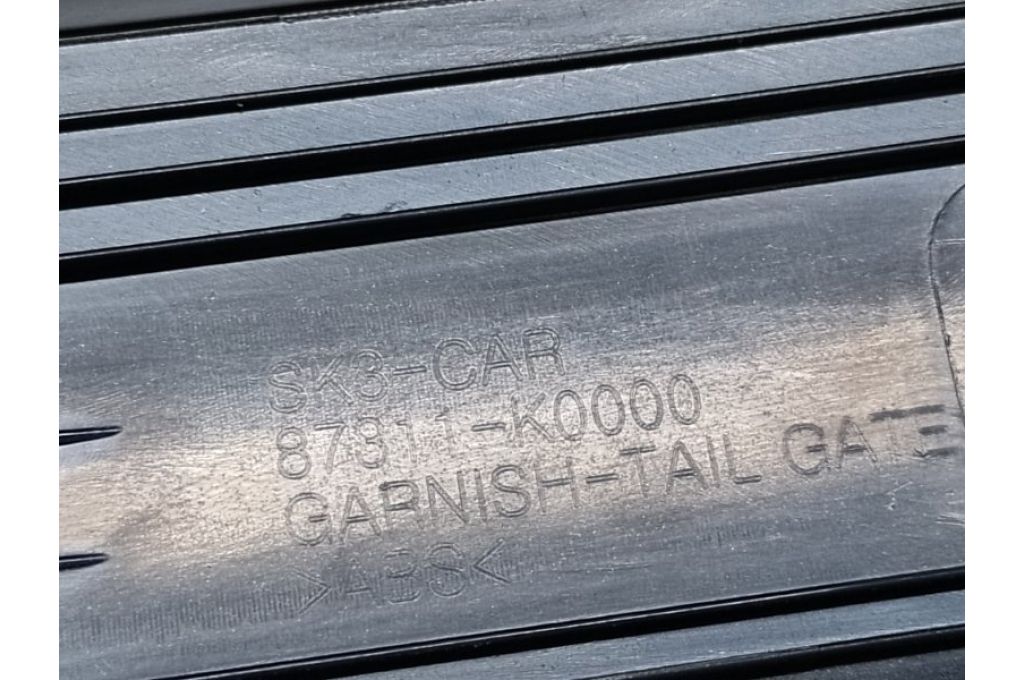 SK3-CAR
87311-K0000
GARNISH-TAIL GATE
>ABS<